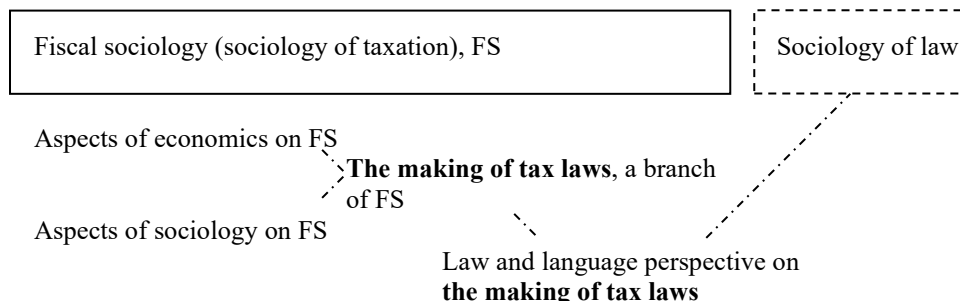 Fiscal sociology (sociology of taxation), FS
Sociology of law
Aspects of economics on FS
The making of tax laws, a branch
of FS
Aspects of sociology on FS
Law and language perspective on
the making of tax laws